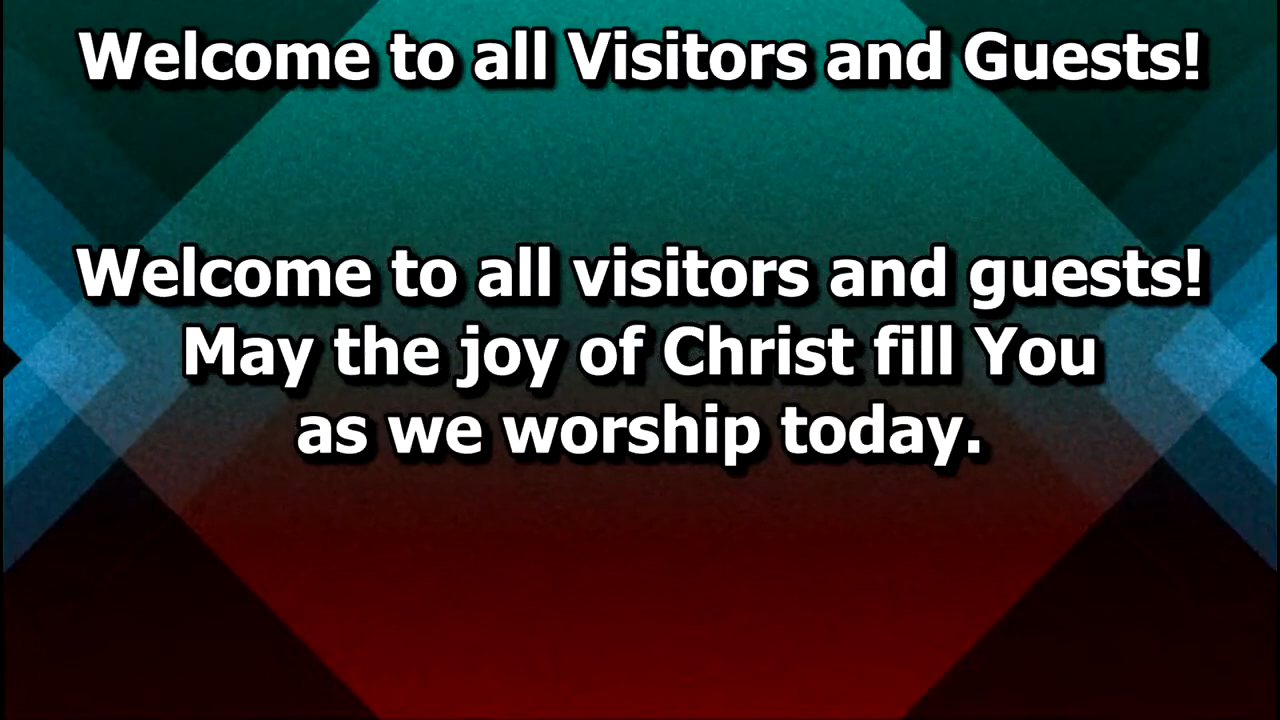 Welcome to all Visitors and Guests!
Welcome to all visitors and guests!
May the joy of Christ fill You
as we worship today.